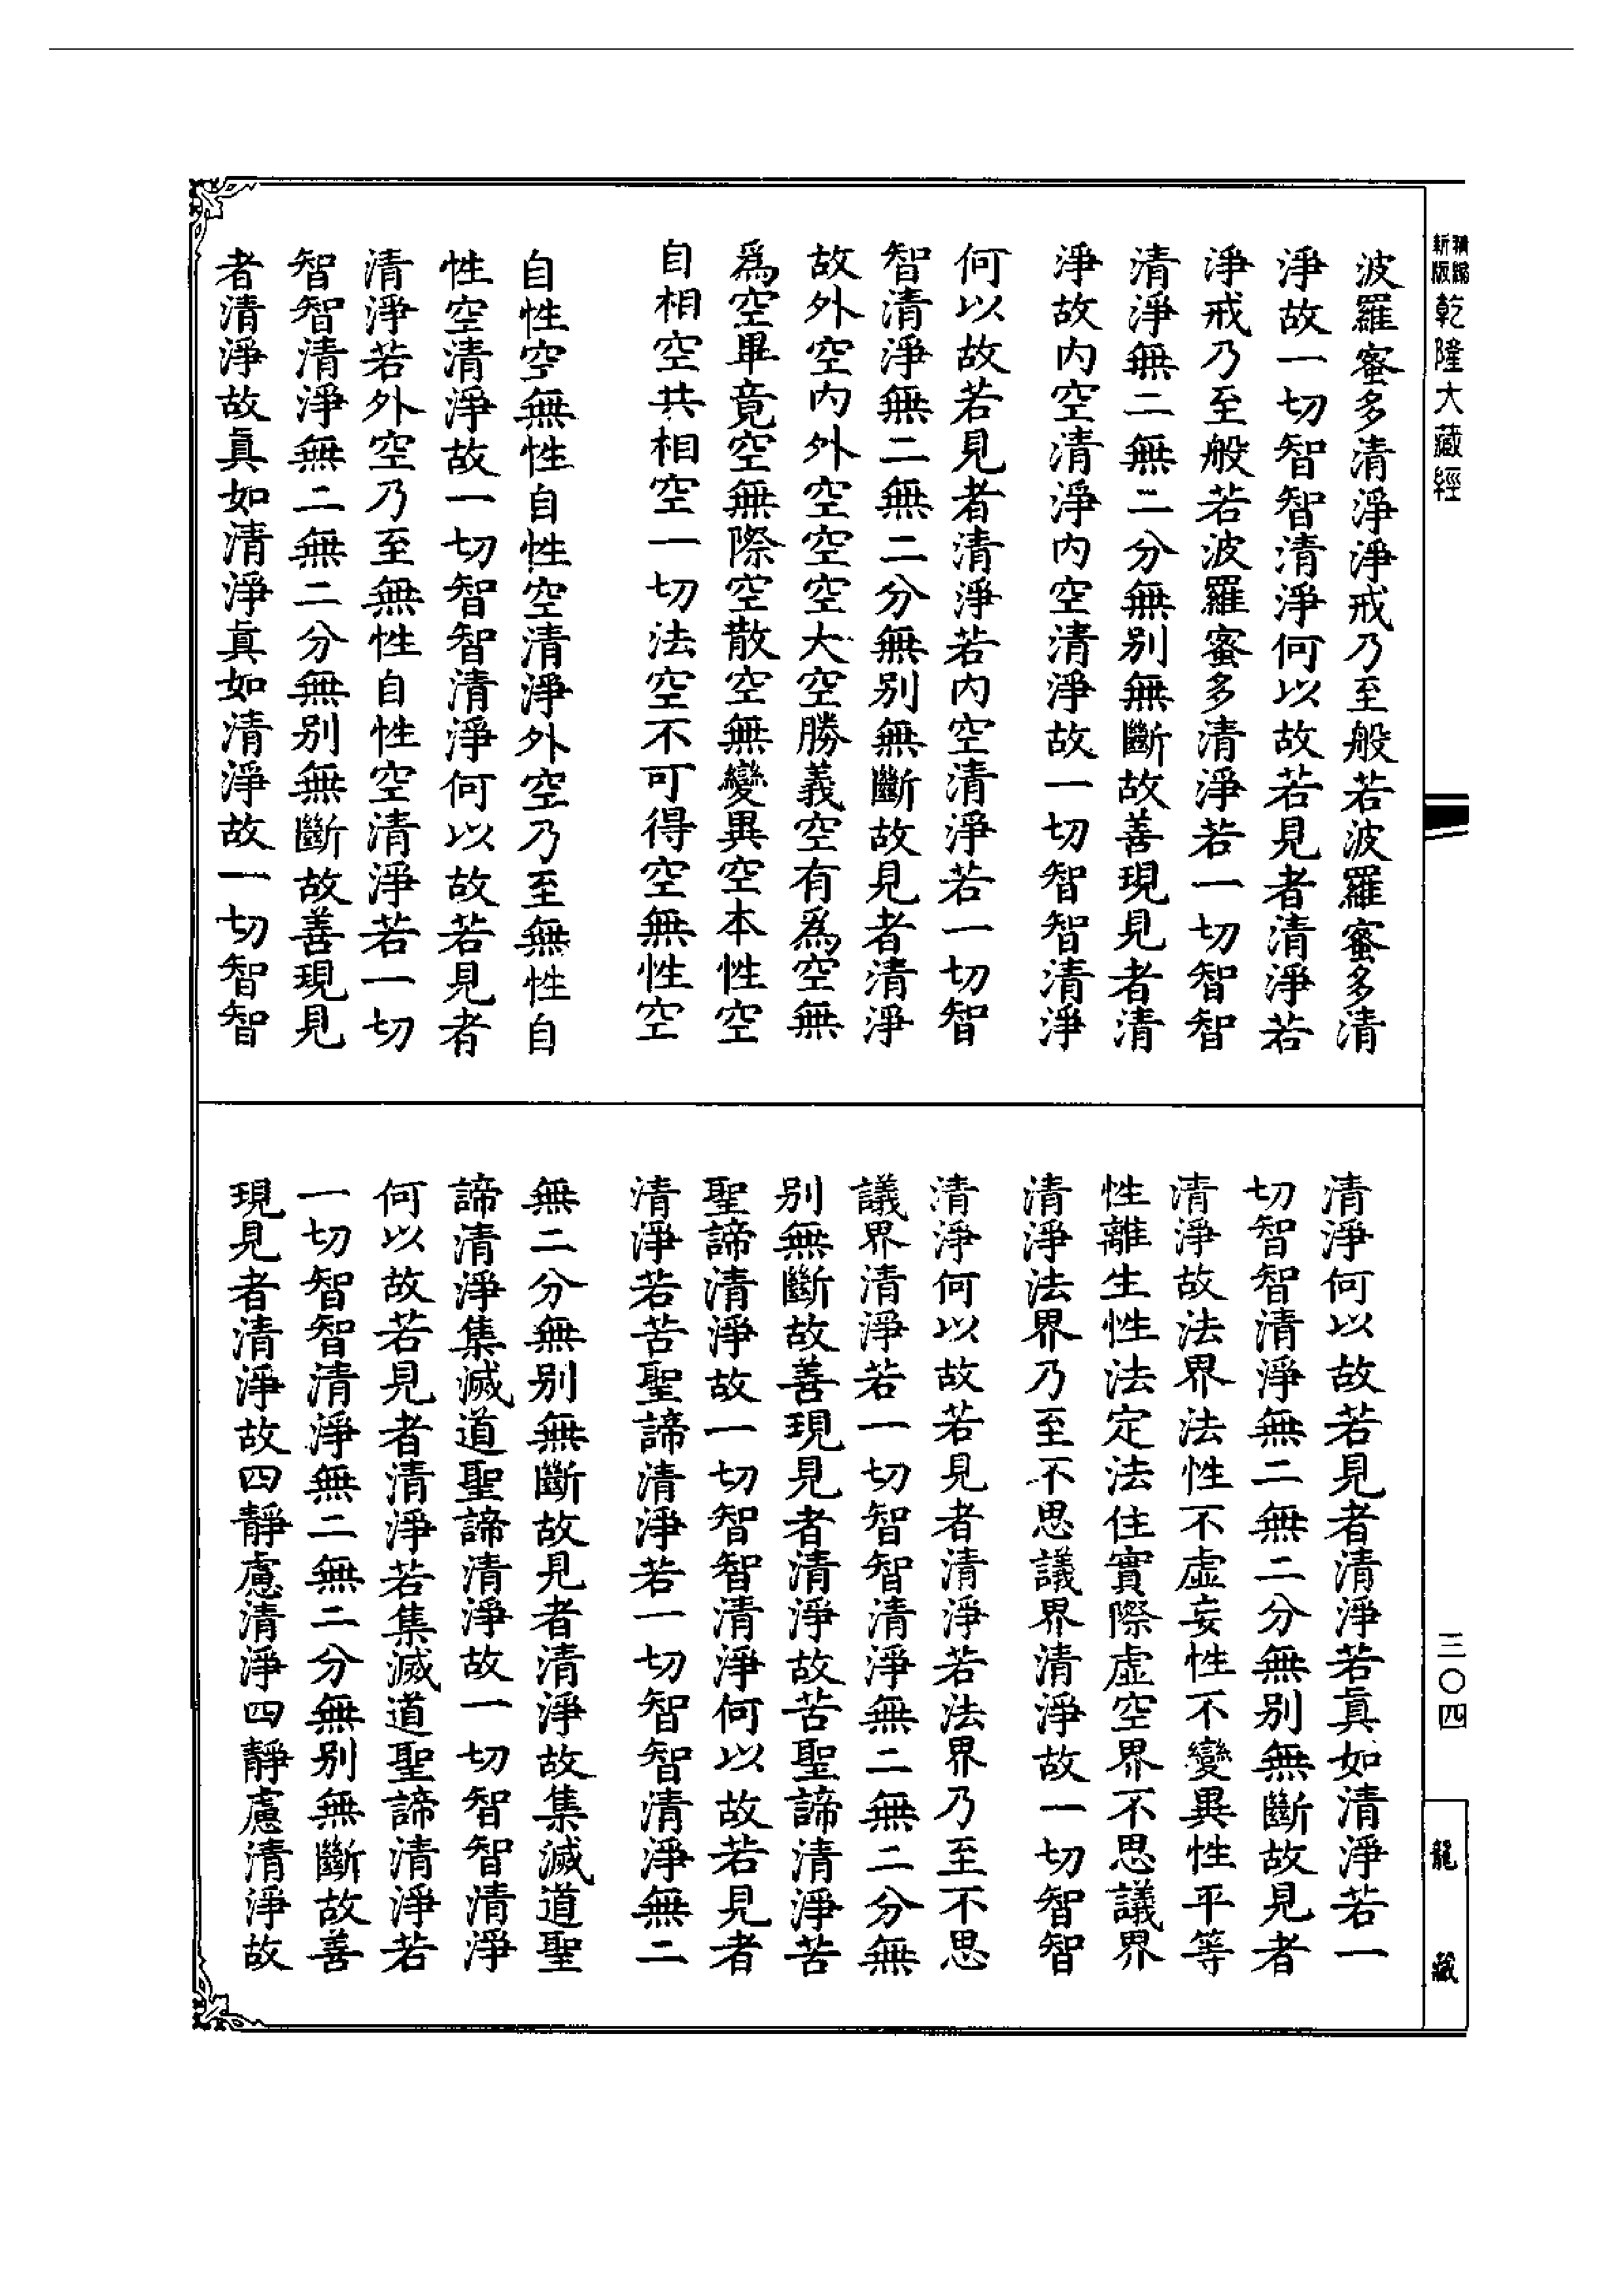 精編
新版
乾隆大藏經
波羅蜜多清淨淨戒乃至般若波羅蜜多清
淨故一切智智清淨何以故若見者清淨若
淨戒乃至般若波羅蜜多清淨若一切智智
清淨無二無二分無別無斷故善現見者清
淨故內空清淨內空清淨故一切智智清淨
何以故若見者清淨若內空清淨若一切智
智清淨無二無二分無別無斷故見者清淨
故外空內外空空空大空勝義空有爲空無
爲空畢竟空無際空散空無變異空本性空
自相空共相空一切法空不可得空無性空
自性空無性自性空清淨外空乃至無性自
性空清淨故一切智智清淨何以故若見者
清淨若外空乃至無性自性空清淨若一切
智智清淨無二無二分無別無斷故善現見
者清淨故眞如清淨眞如清淨故一切智智
清淨何以故若見者清淨若眞如清淨若一
切智智清淨無二無二分無別無斷故見者
清淨故法界法性不虛妄性不變異性平等
性離生性法定法住實際虛空界不思議界
清淨法界乃至不思議界清淨故一切智智
清淨何以故若見者清淨若法界乃至不思
議界清淨若一切智智清淨無二無二分無
別無斷故善現見者清淨故苦聖諦清淨苦
聖諦清淨故一切智智清淨何以故若見者
清淨若苦聖諦清淨若一切智智清淨無二
無二分無別無斷故見者清淨故集滅道聖
諦清淨集滅道聖諦清淨故一切智智清淨
何以故若見者清淨若集滅道聖諦清淨若
一切智智清淨無二無二分無別無斷故善
現見者清淨故四靜慮清淨四靜慮清淨故
三〇四
龍藏